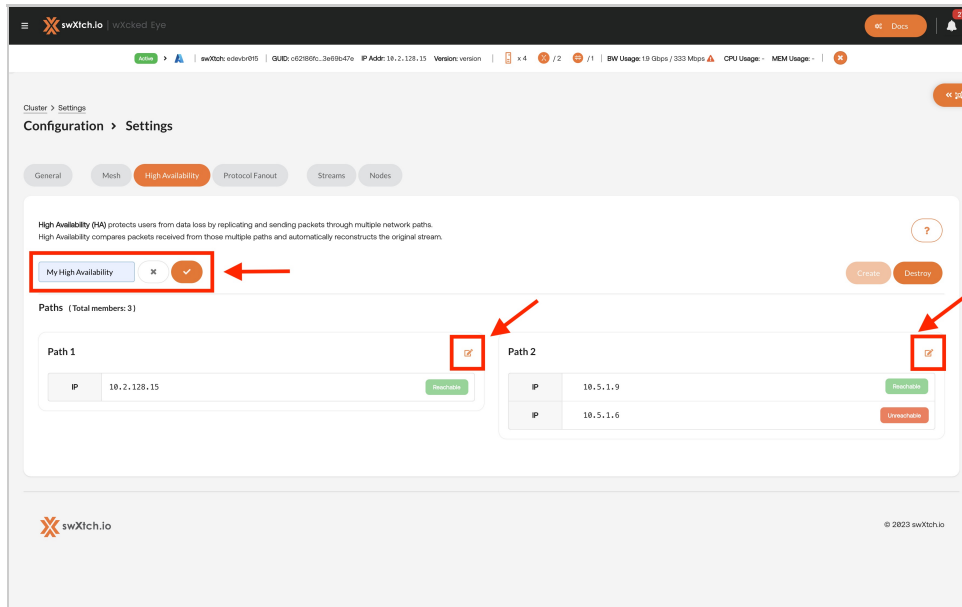 swXtch.io | wXcked Eye
Docs
2
Active > | swXtch: edevbr015 | GUID: c62186fc...3e69b47e IP Addr: 10.2.128.15 Version: version | x 4 / 2 / 1 | BW Usage: 1.9 Gbps / 333 Mbps CPU Usage: - MEM Usage: - |
Cluster > Settings
Configuration > Settings
General Mesh High Availability Protocol Fanout Streams Nodes
High Availability (HA) protects users from data loss by replicating and sending packets through multiple network paths.
High Availability compares packets received from those multiple paths and automatically reconstructs the original stream.
?
My High Availability
Create Destroy
Paths (Total members: 3)
Path 1
IP 10.2.128.15 Reachable
Path 2
IP 10.5.1.9 Reachable
IP 10.5.1.6 Unreachable
swXtch.io
© 2023 swXtch.io